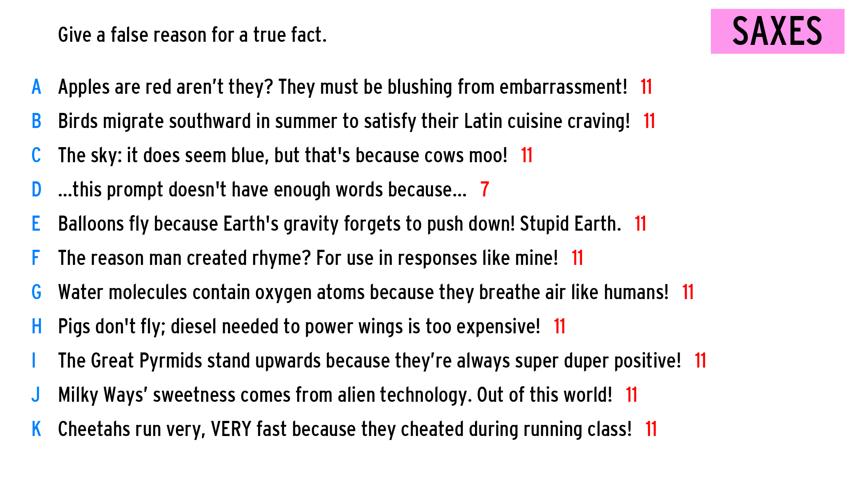 Give a false reason for a true fact.
SAXES
A Apples are red aren’t they? They must be blushing from embarrassment! 11
B Birds migrate southward in summer to satisfy their Latin cuisine craving! 11
C The sky: it does seem blue, but that's because cows moo! 11
D ...this prompt doesn't have enough words because... 7
E Balloons fly because Earth's gravity forgets to push down! Stupid Earth. 11
F The reason man created rhyme? For use in responses like mine! 11
G Water molecules contain oxygen atoms because they breathe air like humans! 11
H Pigs don't fly; diesel needed to power wings is too expensive! 11
I The Great Pyrmids stand upwards because they’re always super duper positive! 11
J Milky Ways’ sweetness comes from alien technology. Out of this world! 11
K Cheetahs run very, VERY fast because they cheated during running class! 11